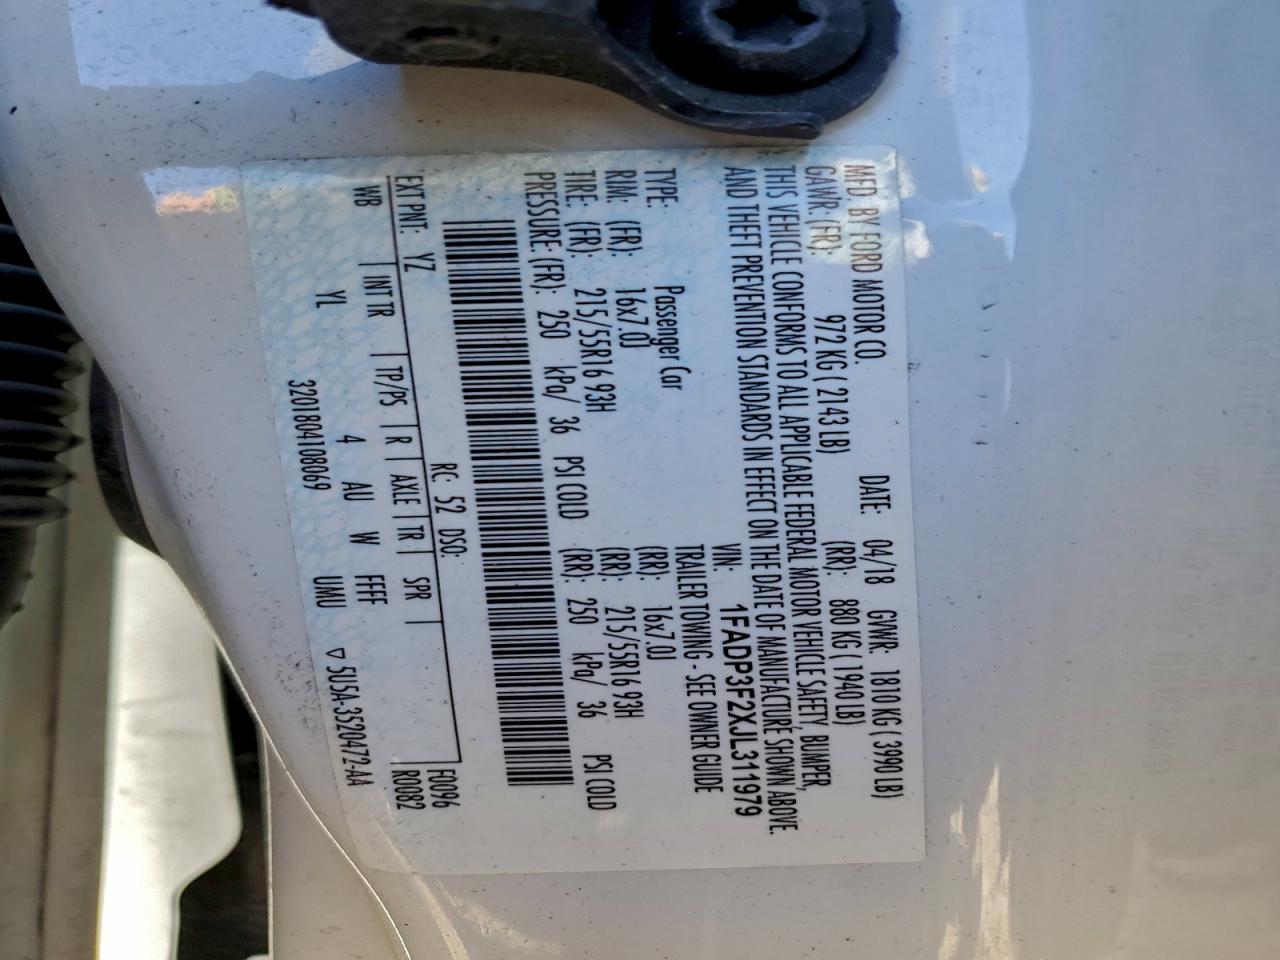 MFD. BY FORD MOTOR CO.
DATE: 04/18 GVWR: 1810 KG ( 3990 LB)
GAWR: (FR): 972 KG ( 2143 LB) (RR): 880 KG ( 1940 LB)
THIS VEHICLE CONFORMS TO ALL APPLICABLE FEDERAL MOTOR VEHICLE SAFETY, BUMPER,
AND THEFT PREVENTION STANDARDS IN EFFECT ON THE DATE OF MANUFACTURE SHOWN ABOVE.
VIN: 1FADP3F2XJL311979
TYPE: Passenger Car TRAILER TOWING - SEE OWNER GUIDE
RIM: (FR): 16x7.0J (RR): 16x7.0J
TIRE: (FR): 215/55R16 93H (RR): 215/55R16 93H
PRESSURE: (FR): 250 kPa/ 36 PSI COLD (RR): 250 kPa/ 36 PSI COLD
EXT PNT: YZ RC: 52 DSO: F0096
WB INT TR TP/PS R AXLE TR SPR R0082
YL 4 AU W FFFF
3201804108069 UMU ▽ 5U5A-3520472-AA